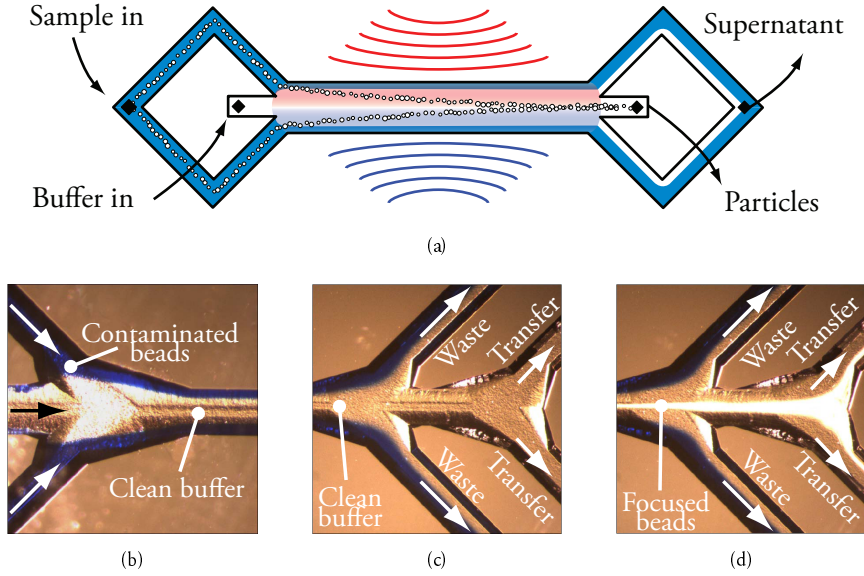 Sample in
Supernatant
Buffer in
Particles
(a)
Contaminated
beads
Clean buffer
Waste
Transfer
Clean
buffer
Waste
Transfer
Waste
Transfer
Focused
beads
Waste
Transfer
(b)
(c)
(d)